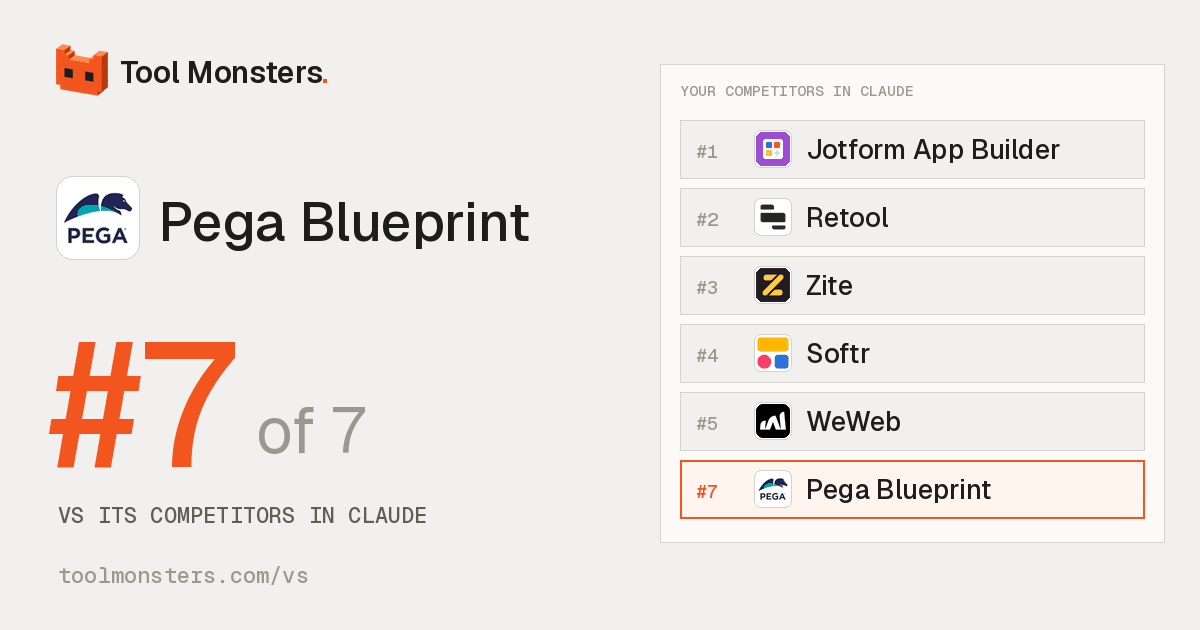 Tool Monsters.
PEGA
Pega Blueprint
#7 of 7
VS ITS COMPETITORS IN CLAUDE
toolmonsters.com/vs
YOUR COMPETITORS IN CLAUDE
#1 Jotform App Builder
#2 Retool
#3 Zite
#4 Softr
#5 WeWeb
#7 PEGA Pega Blueprint